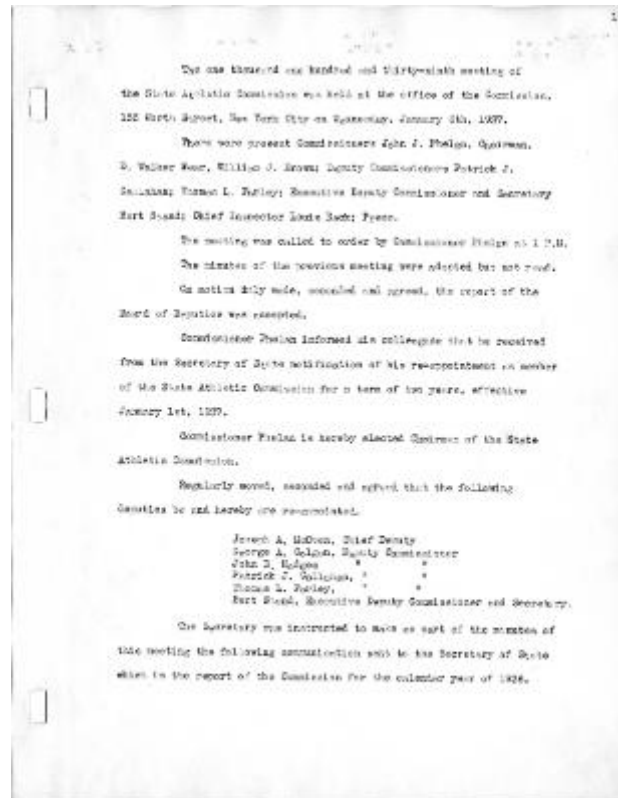 1
The one thousand one hundred and thirty-ninth meeting of
the State Athletic Commission was held at the office of the Commission,
155 Worth Street, New York City on Wednesday, January 6th, 1937.
There were present Commissioners John J. Phelan, Chairman,
D. Walker Wear, William J. Brown; Deputy Commissioners Patrick J.
Callahan; Thomas L. Farley; Executive Deputy Commissioner and Secretary
Bert Stand; Chief Inspector Louis Beck; Press.
The meeting was called to order by Commissioner Phelan at 1 P.M.
The minutes of the previous meeting were adopted but not read.
On motion duly made, seconded and agreed, the report of the
Board of Deputies was accepted.
Commissioner Phelan informed his colleagues that he received
from the Secretary of State notification of his re-appointment as member
of the State Athletic Commission for a term of two years, effective
January 1st, 1937.
Commissioner Phelan is hereby elected Chairman of the State
Athletic Commission.
Regularly moved, seconded and agreed that the following
deputies be and hereby are re-appointed.
Joseph A. Chief Deputy
George A. Deputy Commissioner
John B. Hodges " "
Patrick J. Callahan, " "
Thomas L. Farley, " "
Bert Stand, Executive Deputy Commissioner and Secretary.
The Secretary was instructed to make as part of the minutes of
this meeting the following communication sent to the Secretary of State
which is the report of the Commission for the calendar year of 1936.